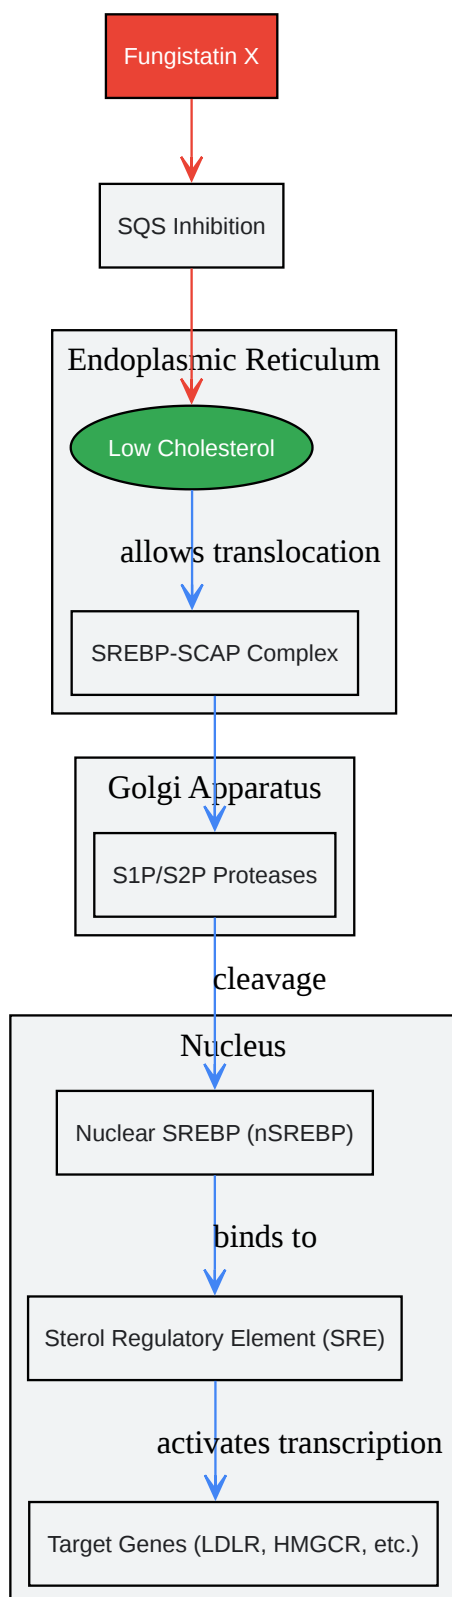 Fungistatin X
SQS Inhibition
Endoplasmic Reticulum
Low Cholesterol
allows translocation
SREBP-SCAP Complex
Golgi Apparatus
S1P/S2P Proteases
cleavage
Nucleus
Nuclear SREBP (nSREBP)
binds to
Sterol Regulatory Element (SRE)
activates transcription
Target Genes (LDLR, HMGCR, etc.)